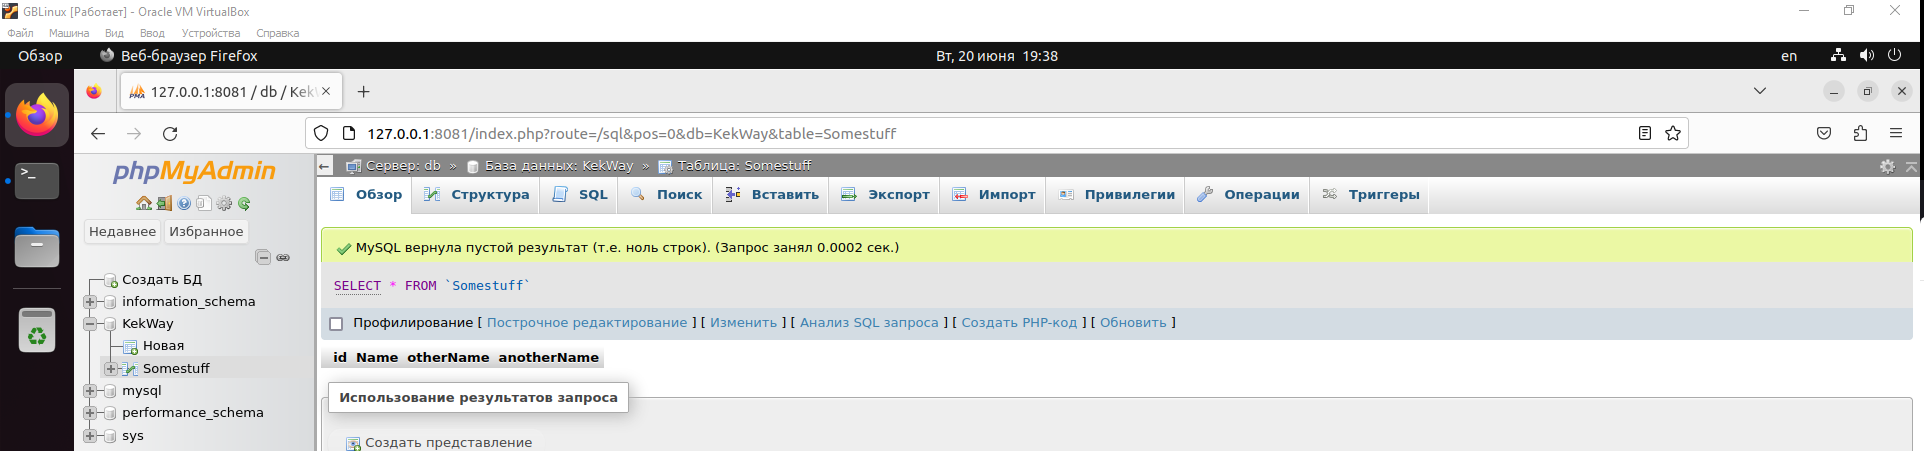 GBLinux [Работает] - Oracle VM VirtualBox
Файл Машина Вид Ввод Устройства Справка
Обзор Веб-браузер Firefox Вт, 20 июня 19:38 en
127.0.0.1:8081 / db / Kek
127.0.0.1:8081/index.php?route=/sql&pos=0&db=KekWay&table=Somestuff
phpMyAdmin
Недавнее Избранное
Создать БД
information_schema
KekWay
Новая
Somestuff
mysql
performance_schema
sys
Сервер: db » База данных: KekWay » Таблица: Somestuff
Обзор Структура SQL Поиск Вставить Экспорт Импорт Привилегии Операции Триггеры
MySQL вернула пустой результат (т.е. ноль строк). (Запрос занял 0.0002 сек.)
SELECT * FROM `Somestuff`
Профилирование [ Построчное редактирование ] [ Изменить ] [ Анализ SQL запроса ] [ Создать PHP-код ] [ Обновить ]
id Name otherName anotherName
Использование результатов запроса
Создать представление